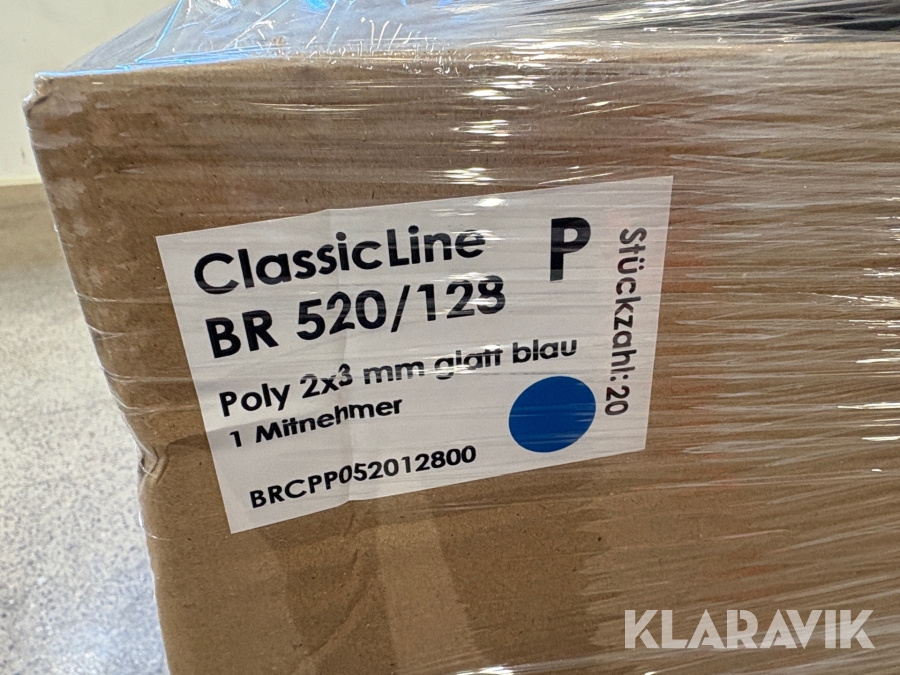 ClassicLine
BR 520/128
P
Poly 2x3 mm glatt blau
1 Mitnehmer
BRCPP052012800
Stückzahl:20
KLARAVIK